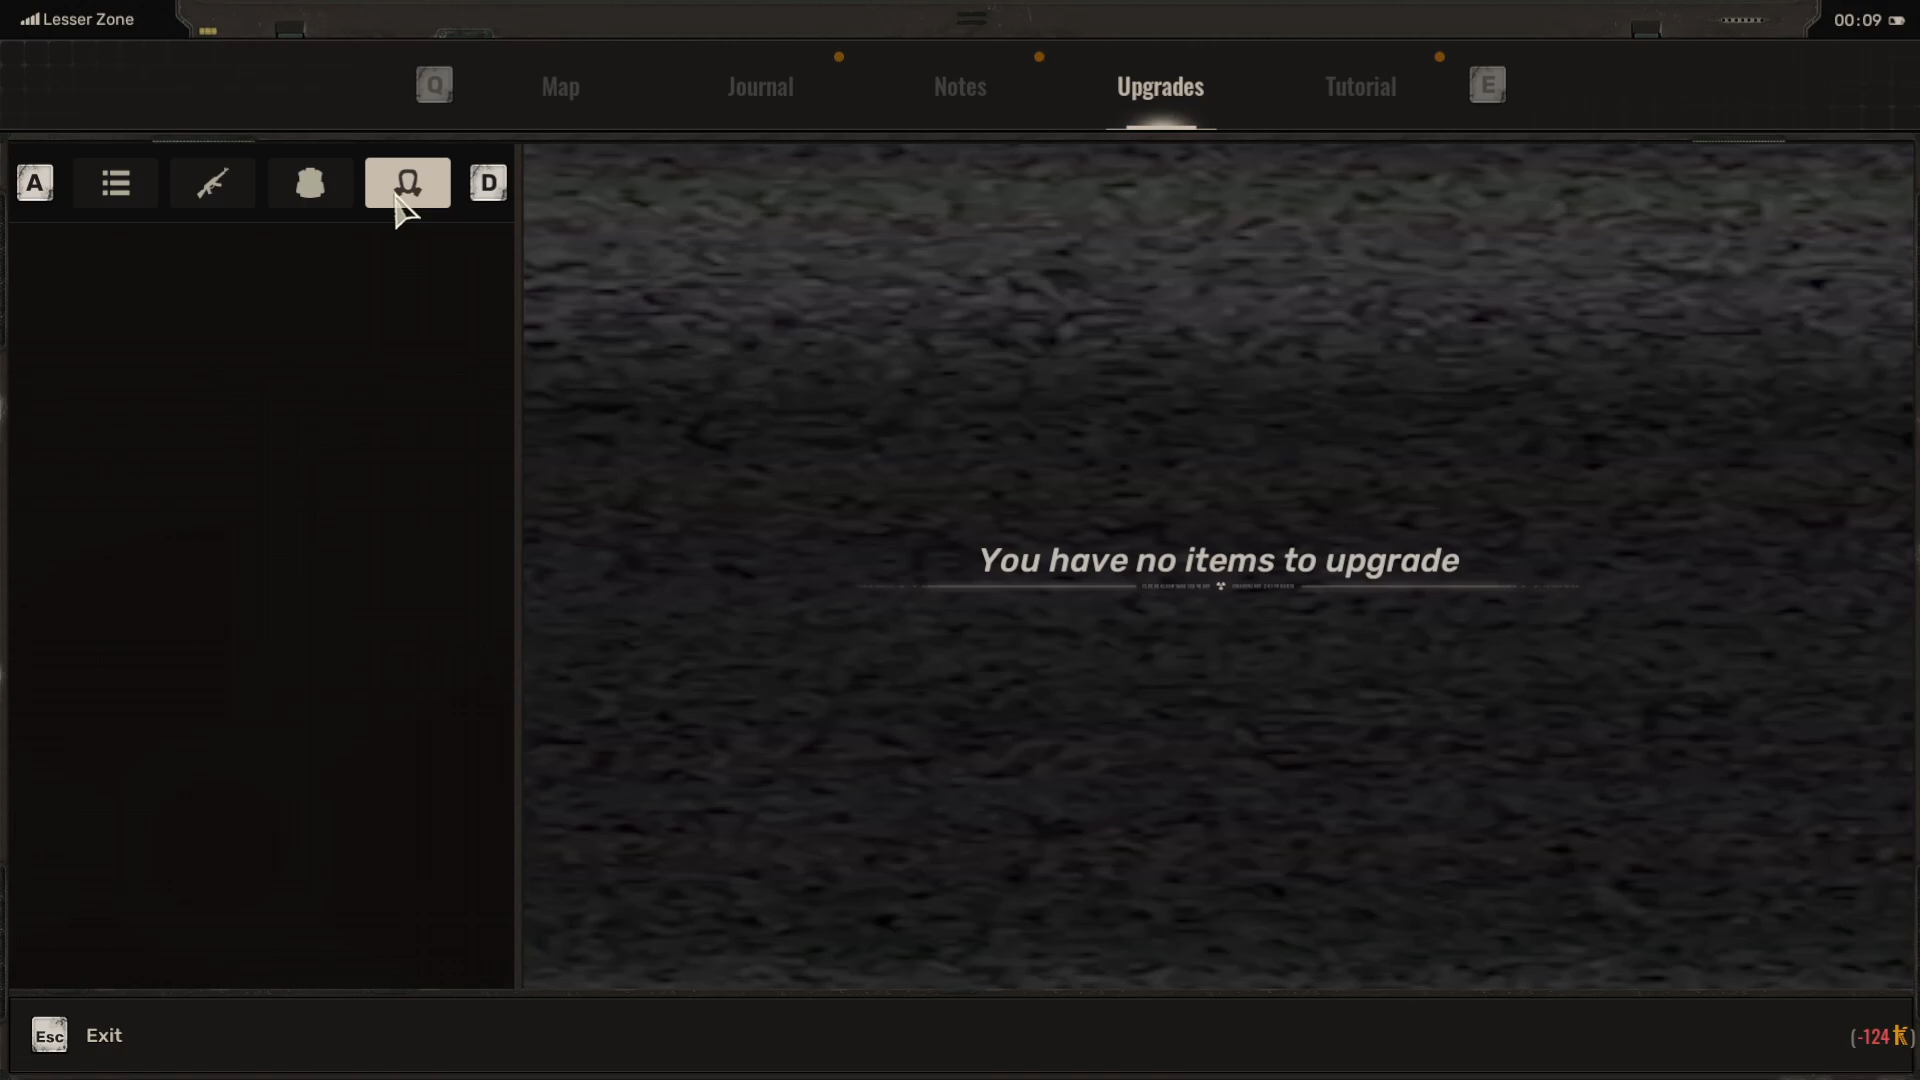 Lesser Zone
00:09
Q
Map
Journal
Notes
Upgrades
Tutorial
E
A
D
You have no items to upgrade
Esc
Exit
(-124)